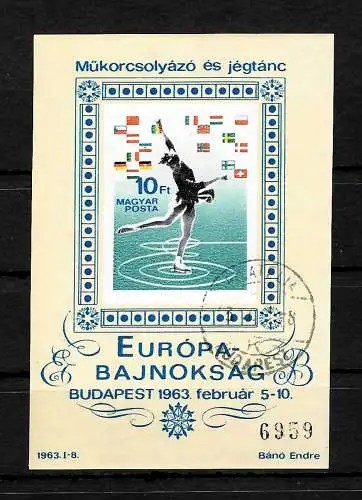 Műkorcsolyázó és jégtánc
10 Ft
MAGYAR
POSTA
EURÓPA-
E BAJNOKSÁG B
BUDAPEST 1963. február 5-10.
6959
1963. I-8.
Bánó Endre